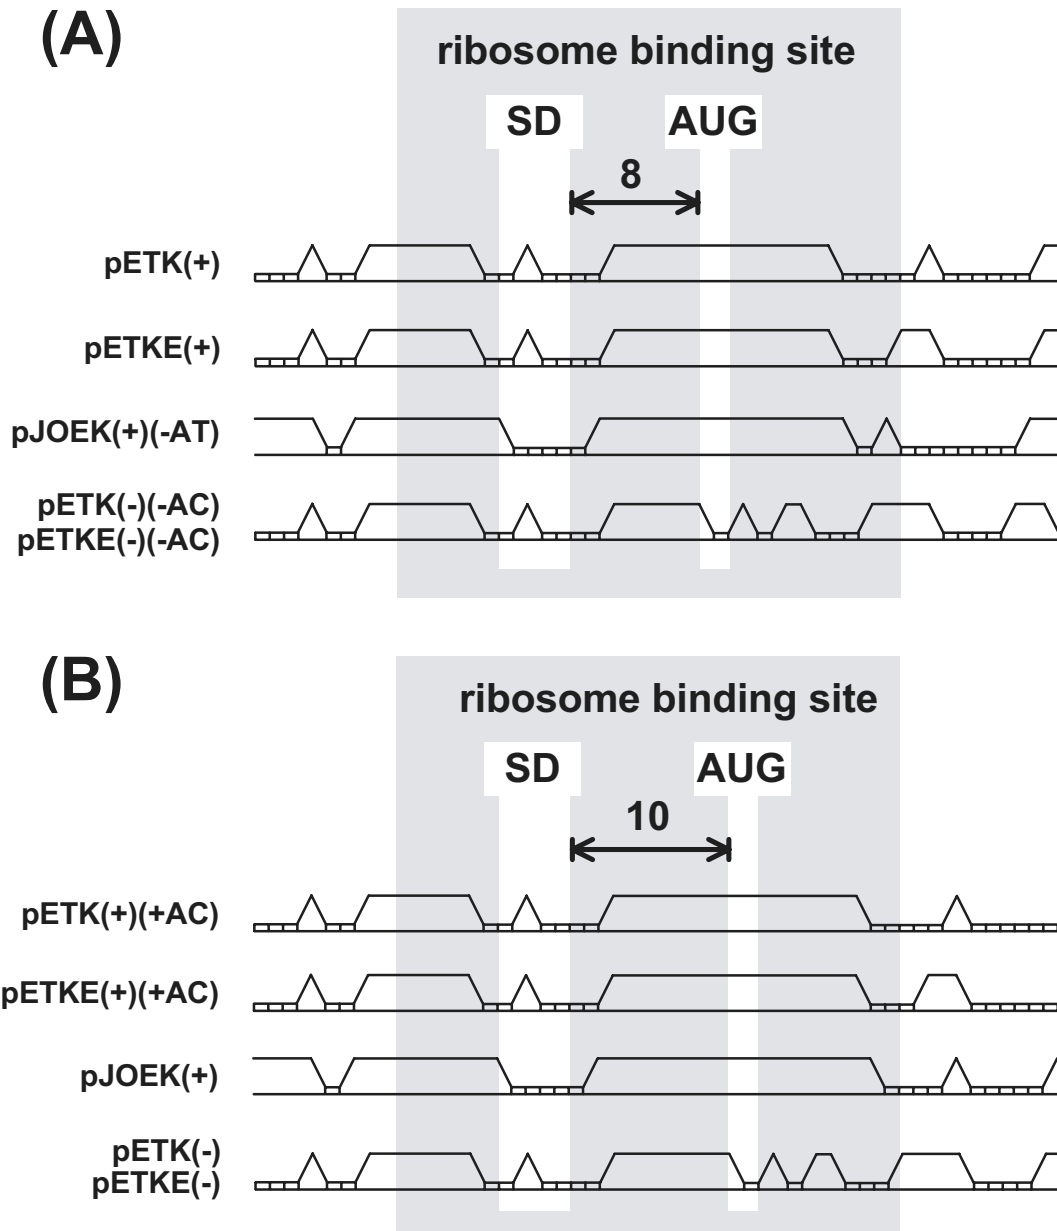 (A)
ribosome binding site
SD AUG
8
pETK(+)
pETKE(+)
pJOEK(+)(-AT)
pETK(-)(-AC)
pETKE(-)(-AC)
(B)
ribosome binding site
SD AUG
10
pETK(+)(+AC)
pETKE(+)(+AC)
pJOEK(+)
pETK(-)
pETKE(-)